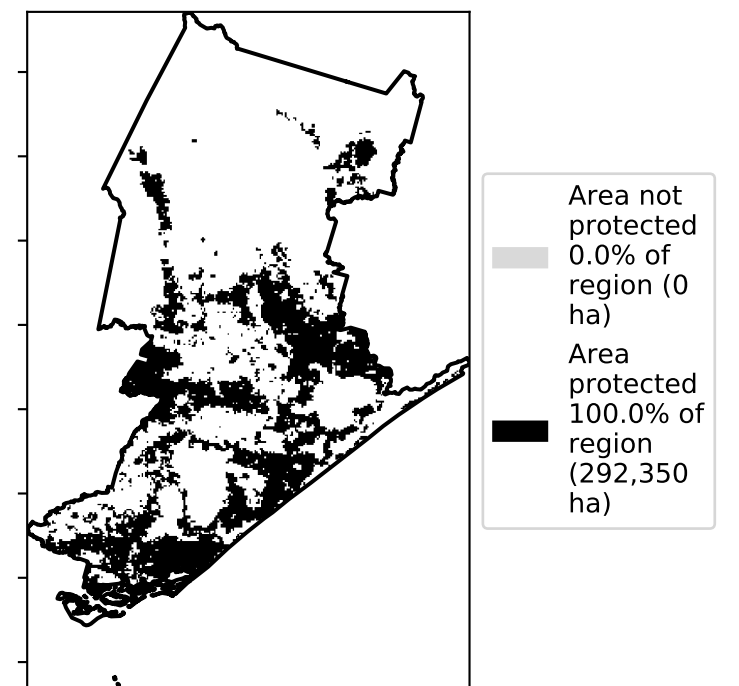 Area not
protected
0.0% of
region (0
ha)
Area
protected
100.0% of
region
(292,350
ha)